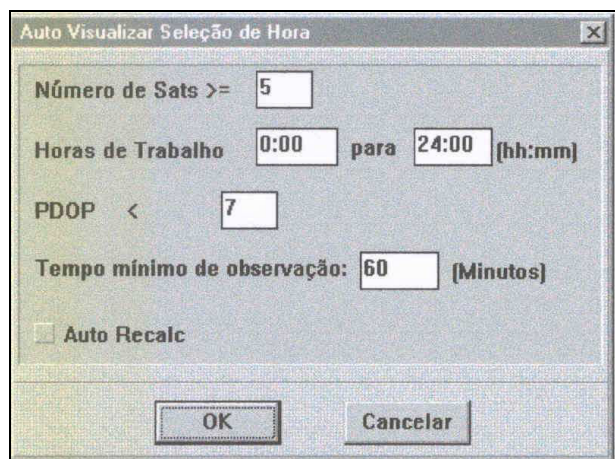 Auto Visualizar Seleção de Hora
Número de Sats >= 5
Horas de Trabalho 0:00 para 24:00 (hh:mm)
PDOP < 7
Tempo mínimo de observação: 60 (Minutos)
Auto Recalc
OK Cancelar